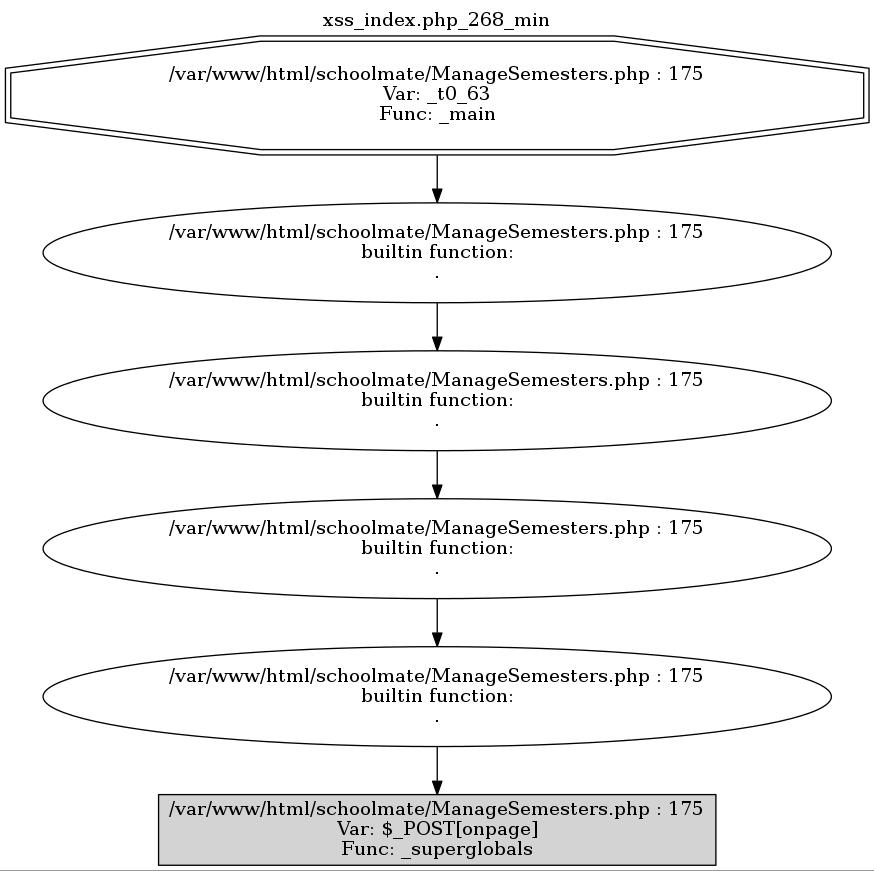 xss_index.php_268_min
/var/www/html/schoolmate/ManageSemesters.php : 175
Var: _t0_63
Func: _main
/var/www/html/schoolmate/ManageSemesters.php : 175
builtin function:
.
/var/www/html/schoolmate/ManageSemesters.php : 175
builtin function:
.
/var/www/html/schoolmate/ManageSemesters.php : 175
builtin function:
.
/var/www/html/schoolmate/ManageSemesters.php : 175
builtin function:
.
/var/www/html/schoolmate/ManageSemesters.php : 175
Var: $_POST[onpage]
Func: _superglobals